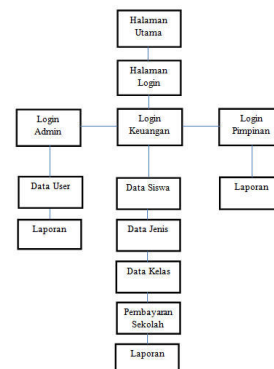 Halaman
Utama
Halaman
Login
Login
Admin
Login
Keuangan
Login
Pimpinan
Data User
Data Siswa
Laporan
Laporan
Data Jenis
Data Kelas
Pembayaran
Sekolah
Laporan